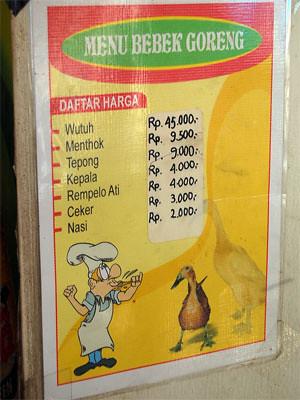 MENU BEBEK GORENG
DAFTAR HARGA
Wutuh Rp. 45.000:-
Menthok Rp. 9.500:-
Tepong Rp. 9.000:-
Kepala Rp. 4.000:-
Rempelo Ati Rp. 4.000:-
Ceker Rp. 3.000:-
Nasi Rp. 2.000:-